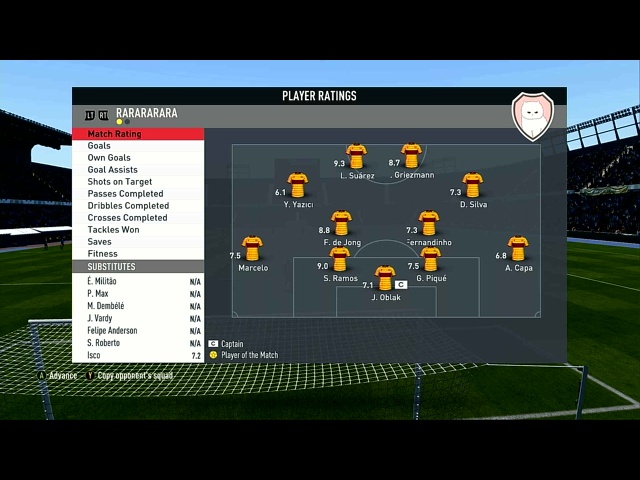 PLAYER RATINGS
LT RT RARARARARA
Match Rating
Goals
Own Goals
Goal Assists
Shots on Target
Passes Completed
Dribbles Completed
Crosses Completed
Tackles Won
Saves
Fitness
SUBSTITUTES
É. Militão N/A
P. Max N/A
M. Dembélé N/A
J. Vardy N/A
Felipe Anderson N/A
S. Roberto N/A
Isco 7.2
9.3 8.7
L. Suárez . Griezmann
6.1 7.3
Y. Yazıcı D. Silva
8.8 7.3
F. de Jong Fernandinho
7.5 9.0 7.5 6.8
Marcelo S. Ramos G. Piqué A. Capa
7.1 C
J. Oblak
C Captain
Player of the Match
A Advance Y Copy opponent's squad